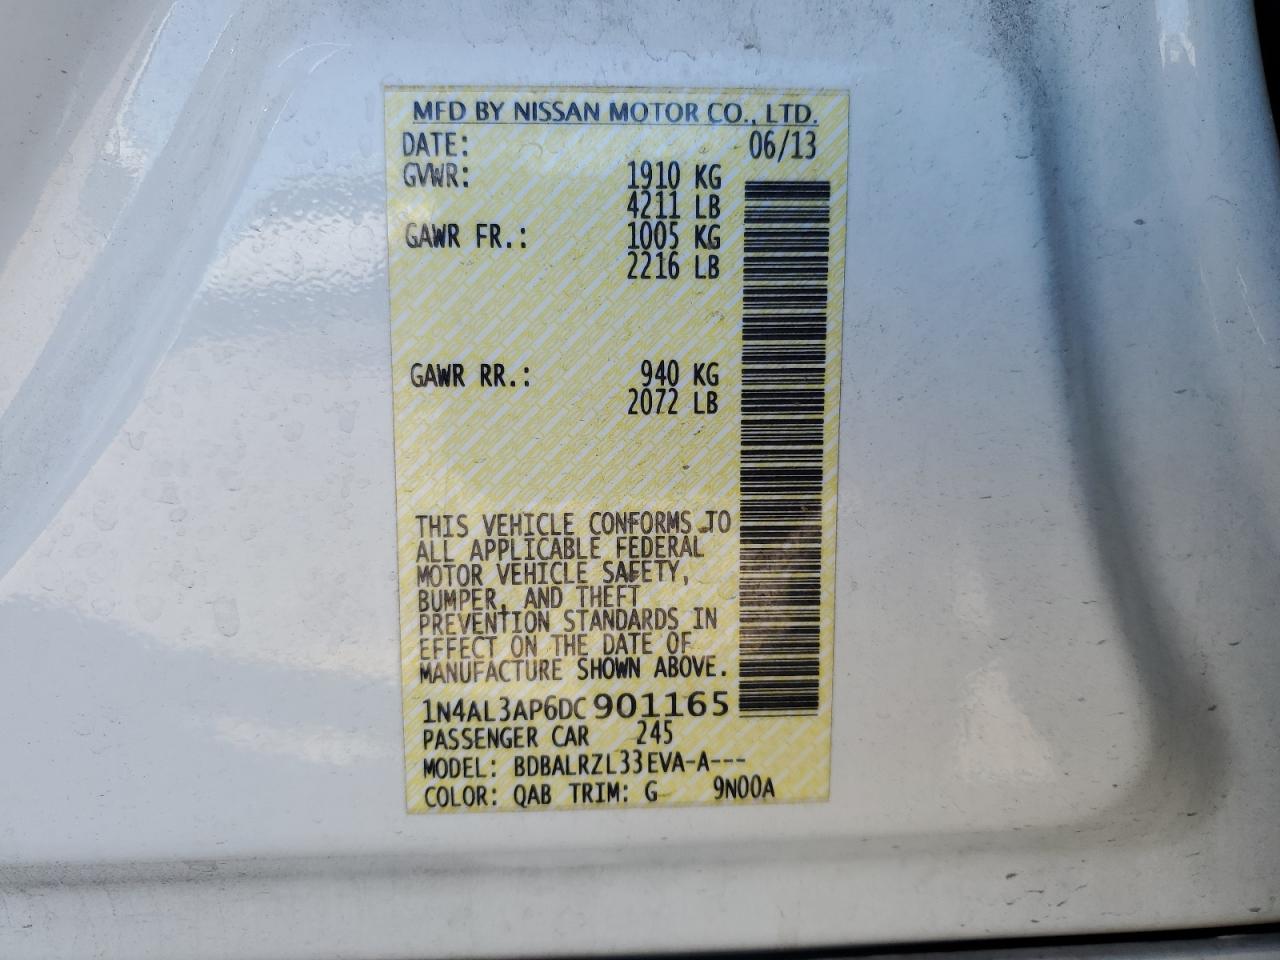 MFD BY NISSAN MOTOR CO., LTD.
DATE: 06/13
GVWR: 1910 KG
4211 LB
GAWR FR.: 1005 KG
2216 LB
GAWR RR.: 940 KG
2072 LB
THIS VEHICLE CONFORMS TO
ALL APPLICABLE FEDERAL
MOTOR VEHICLE SAFETY,
BUMPER, AND THEFT
PREVENTION STANDARDS IN
EFFECT ON THE DATE OF
MANUFACTURE SHOWN ABOVE.
1N4AL3AP6DC901165
PASSENGER CAR 245
MODEL: BDBALRZL33EVA-A---
COLOR: QAB TRIM: G 9N00A